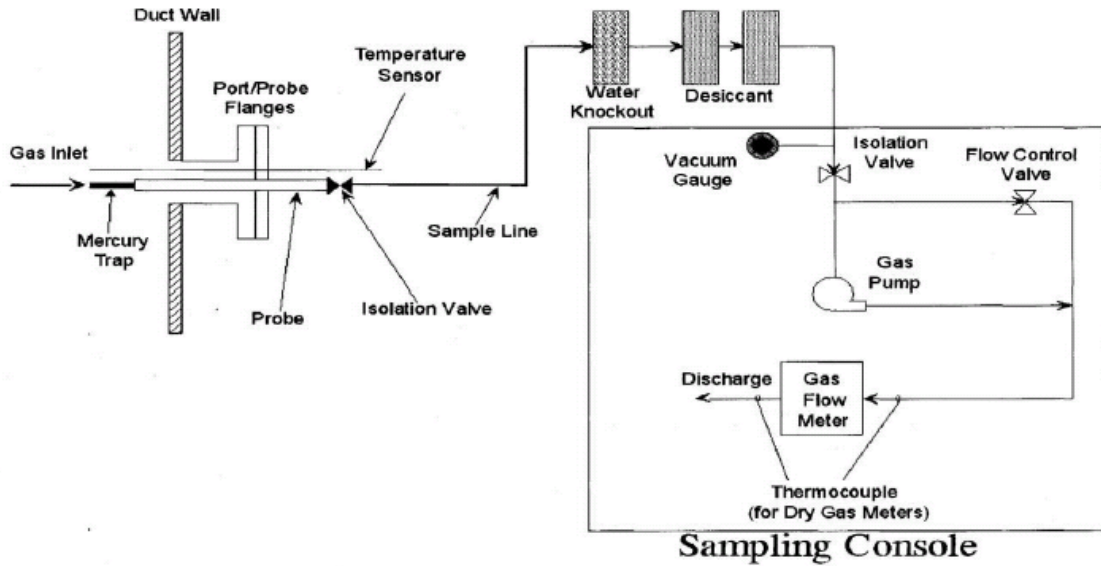 Duct Wall
Temperature
Sensor
Port/Probe
Flanges
Gas Inlet
Mercury
Trap
Probe
Isolation Valve
Sample Line
Water
Knockout
Desiccant
Vacuum
Gauge
Isolation
Valve
Flow Control
Valve
Gas
Pump
Discharge
Gas
Flow
Meter
Thermocouple
(for Dry Gas Meters)
Sampling Console